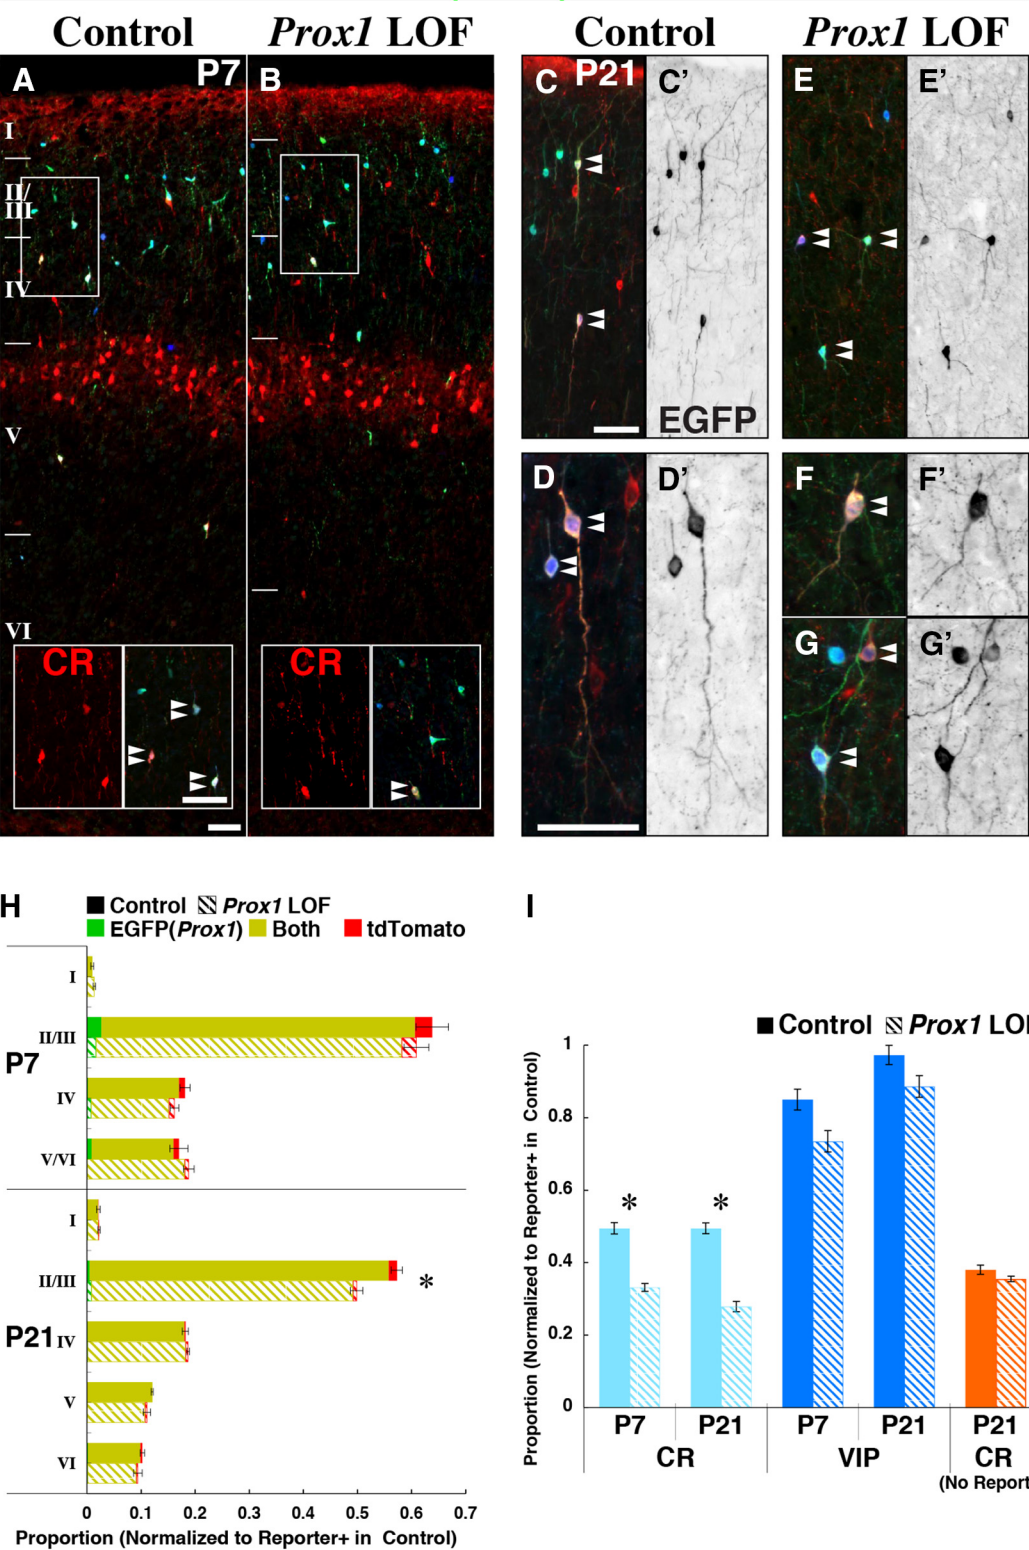 Control Prox1 LOF Control Prox1 LOF
A P7 B C P21 C’ E E’
I
II/
III
IV
EGFP
V
D D’ F F’
VI
CR CR G G’
H I
Control Prox1 LOF
EGFP(Prox1) Both tdTomato
I
II/III
P7
IV
V/VI
I
II/III
P21 IV
V
VI
0 0.1 0.2 0.3 0.4 0.5 0.6 0.7
Proportion (Normalized to Reporter+ in Control)
*
Control Prox1 LOF
Proportion (Normalized to Reporter+ in Control)
1
0.8
0.6
0.4
0.2
0
* *
P7 P21 P7 P21 P21
CR VIP CR
(No Report